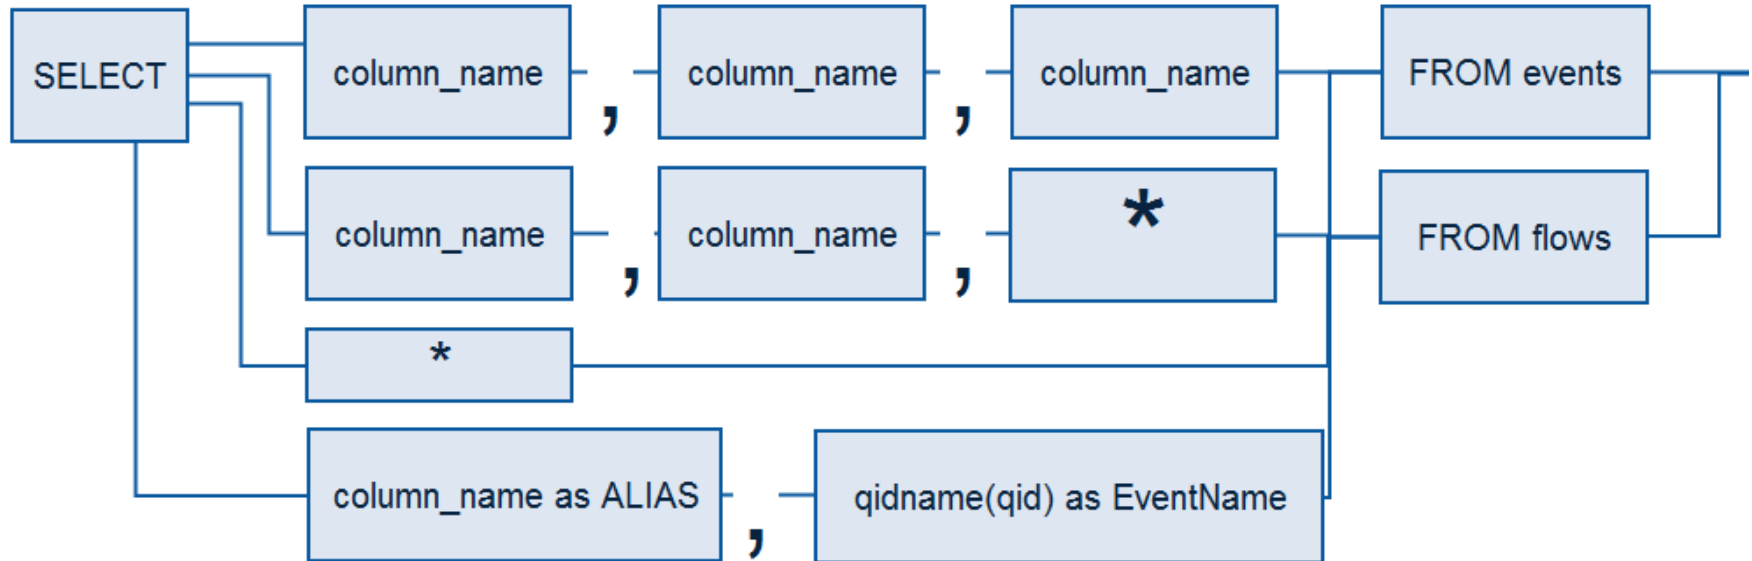 SELECT column_name , column_name , column_name FROM events
column_name , column_name , * FROM flows
*
column_name as ALIAS , qidname(qid) as EventName